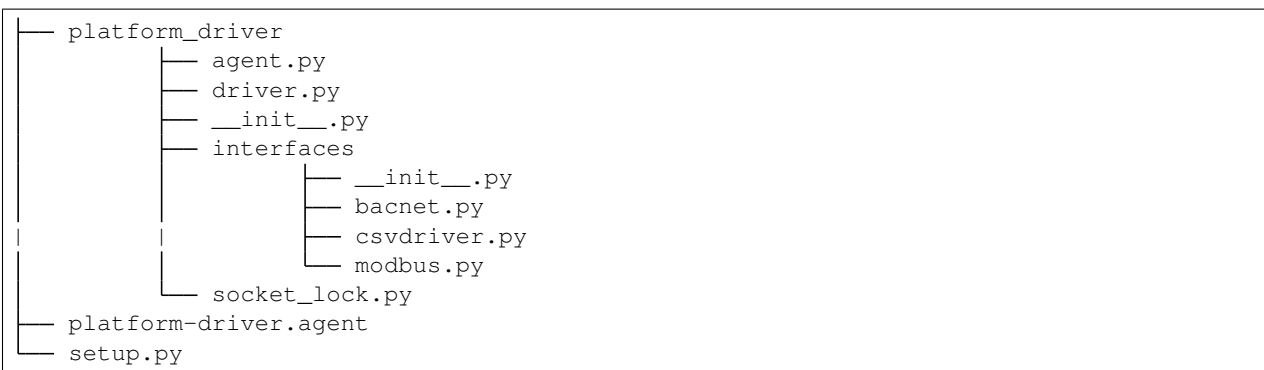 ├── platform_driver
│       ├── agent.py
│       ├── driver.py
│       ├── __init__.py
│       ├── interfaces
│       │       ├── __init__.py
│       │       ├── bacnet.py
│       │       ├── csvdriver.py
│       │       └── modbus.py
│       └── socket_lock.py
├── platform-driver.agent
└── setup.py